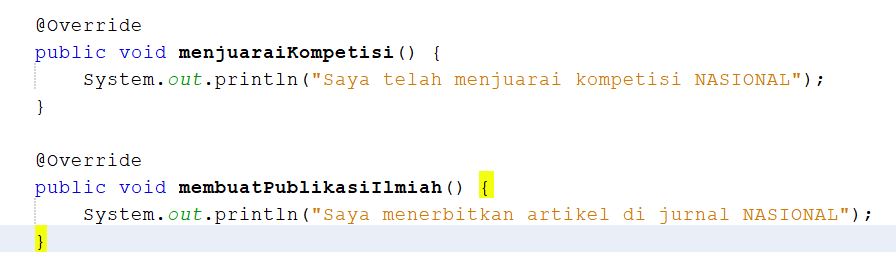 @Override
public void menjuaraiKompetisi() {
    System.out.println("Saya telah menjuarai kompetisi NASIONAL");
}
@Override
public void membuatPublikasiIlmiah() {
    System.out.println("Saya menerbitkan artikel di jurnal NASIONAL");
}